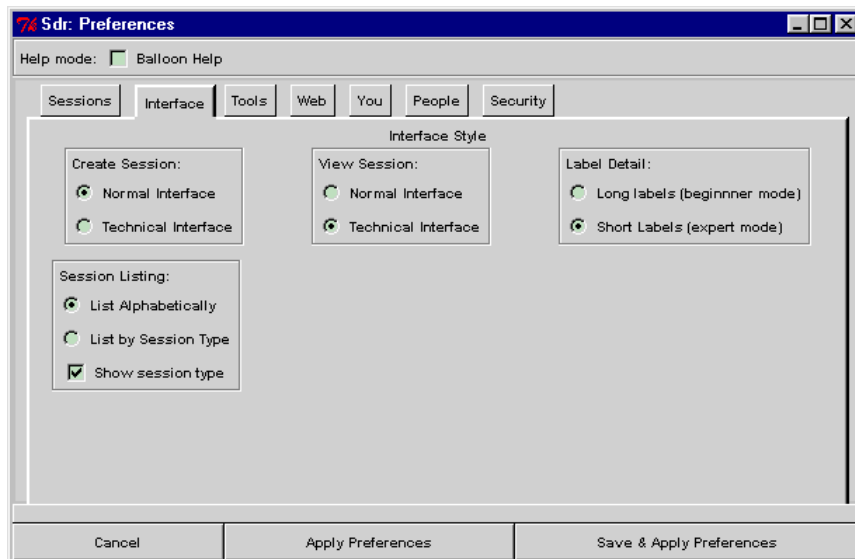 Tk Sdr: Preferences
Help mode: Balloon Help
Sessions Interface Tools Web You People Security
Interface Style
Create Session:
Normal Interface
Technical Interface
View Session:
Normal Interface
Technical Interface
Label Detail:
Long labels (beginnner mode)
Short Labels (expert mode)
Session Listing:
List Alphabetically
List by Session Type
Show session type
Cancel Apply Preferences Save & Apply Preferences